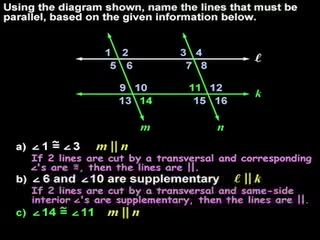 Using the diagram shown, name the lines that must be
parallel, based on the given information below.
1 2 3 4
5 6 7 8 ℓ
9 10 11 12
13 14 15 16 k
m n
a) ∠1 ≅ ∠3 m || n
If 2 lines are cut by a transversal and corresponding
∠'s are ≅, then the lines are ||.
b) ∠ 6 and ∠10 are supplementary ℓ || k
If 2 lines are cut by a transversal and same-side
interior ∠'s are supplementary, then the lines are ||.
c) ∠14 ≅ ∠11 m || n